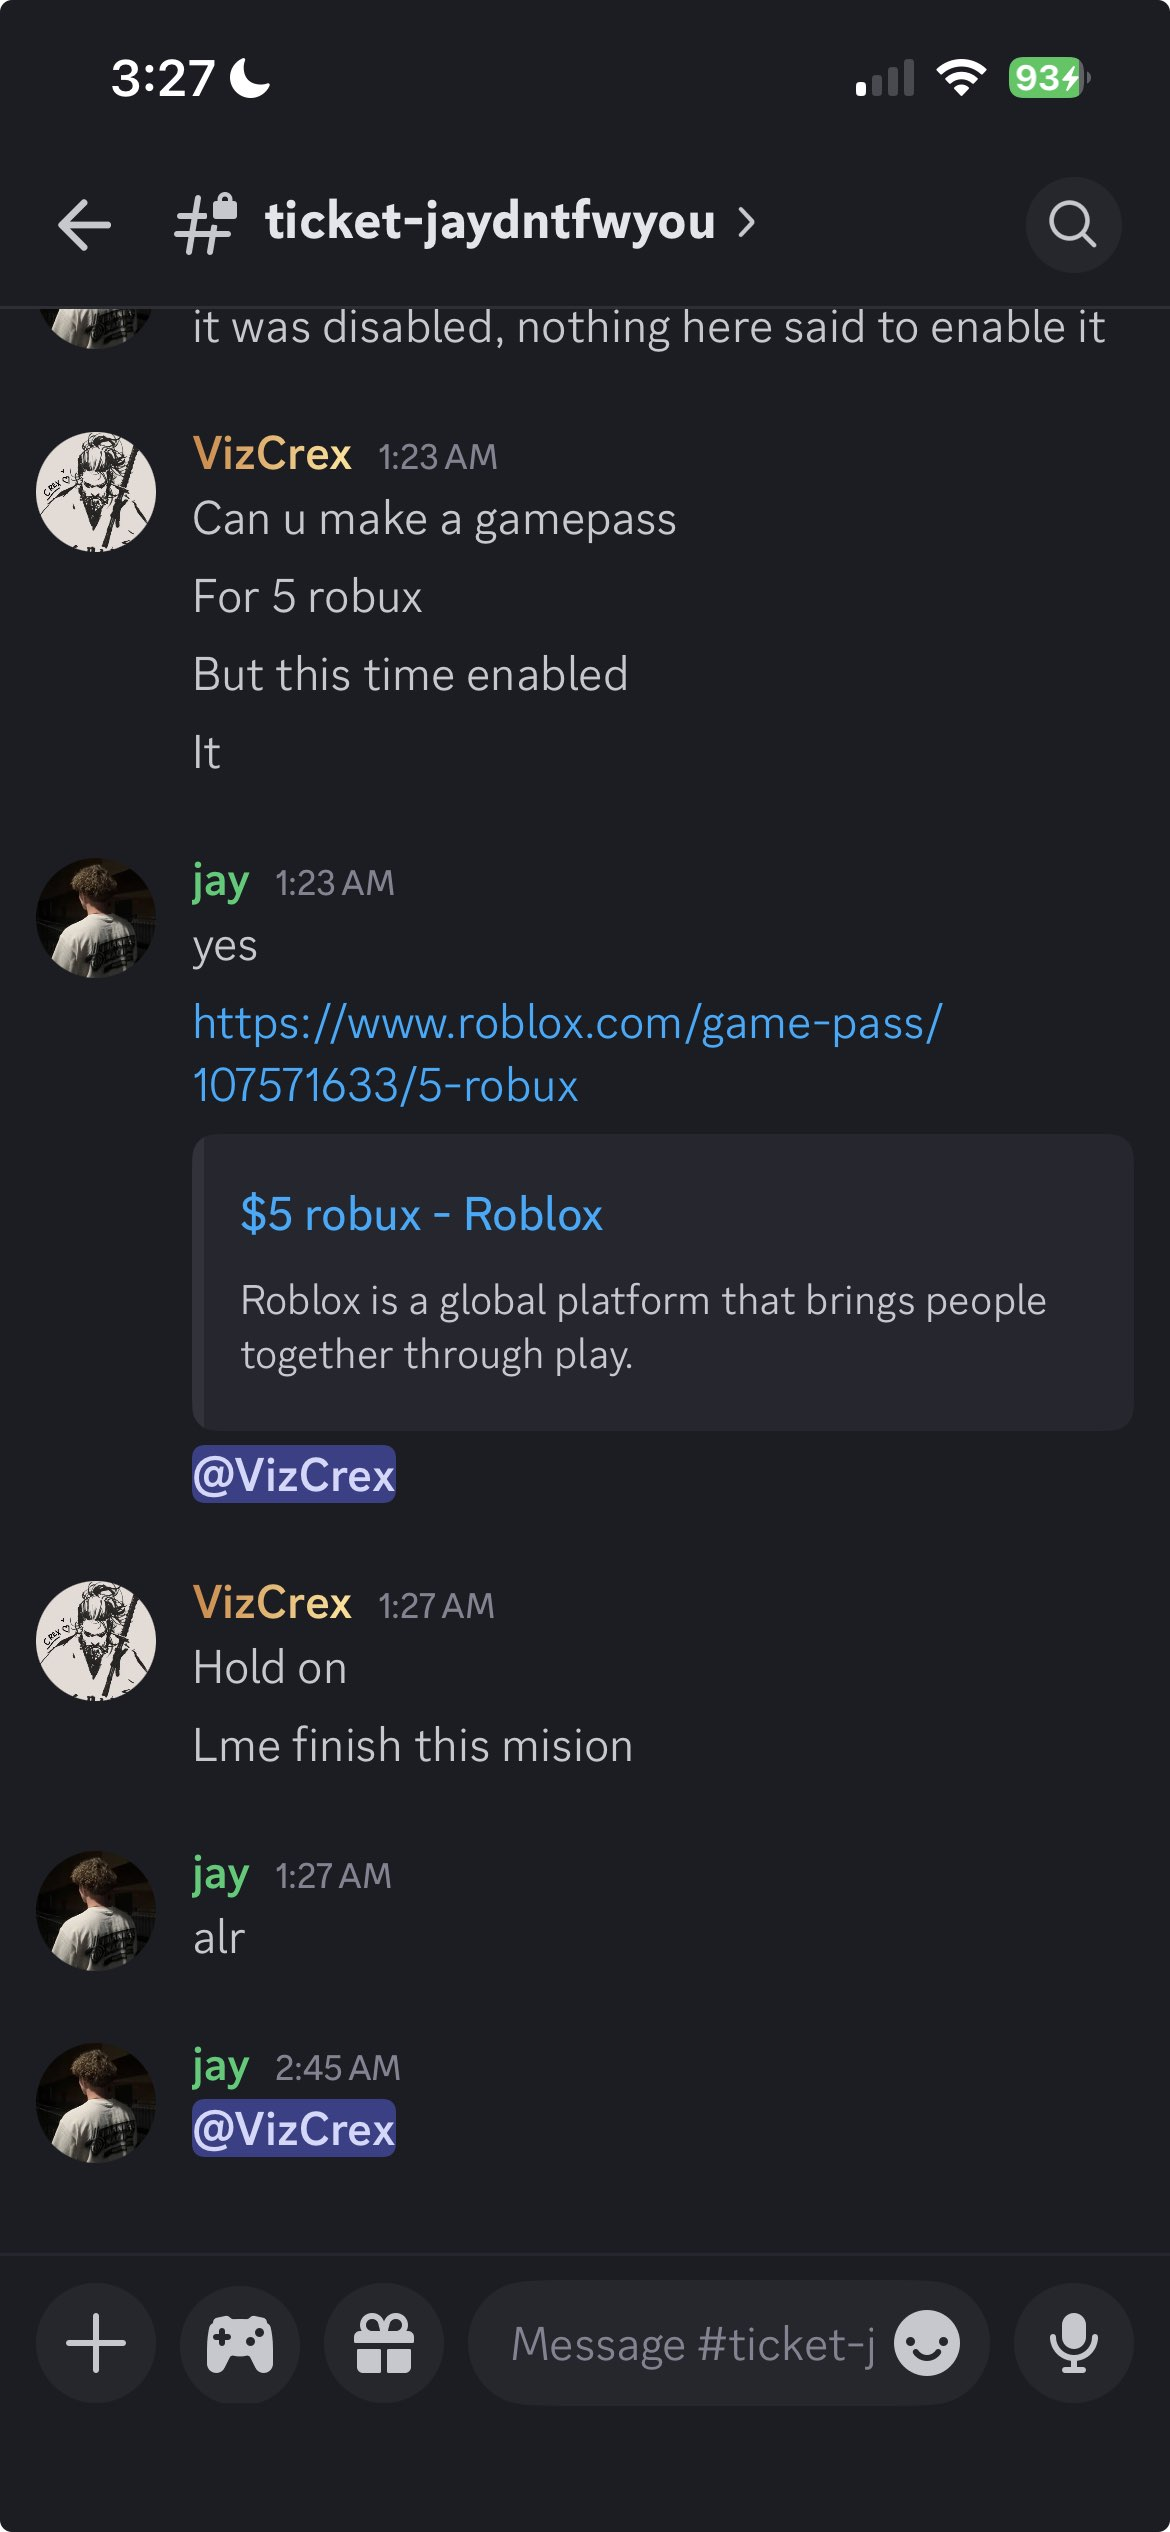 3:27
93
ticket-jaydntfwyou
it was disabled, nothing here said to enable it
VizCrex 1:23 AM
Can u make a gamepass
For 5 robux
But this time enabled
It
jay 1:23 AM
yes
https://www.roblox.com/game-pass/
107571633/5-robux
$5 robux - Roblox
Roblox is a global platform that brings people
together through play.
@VizCrex
VizCrex 1:27 AM
Hold on
Lme finish this mision
jay 1:27 AM
alr
jay 2:45 AM
@VizCrex
Message #ticket-j